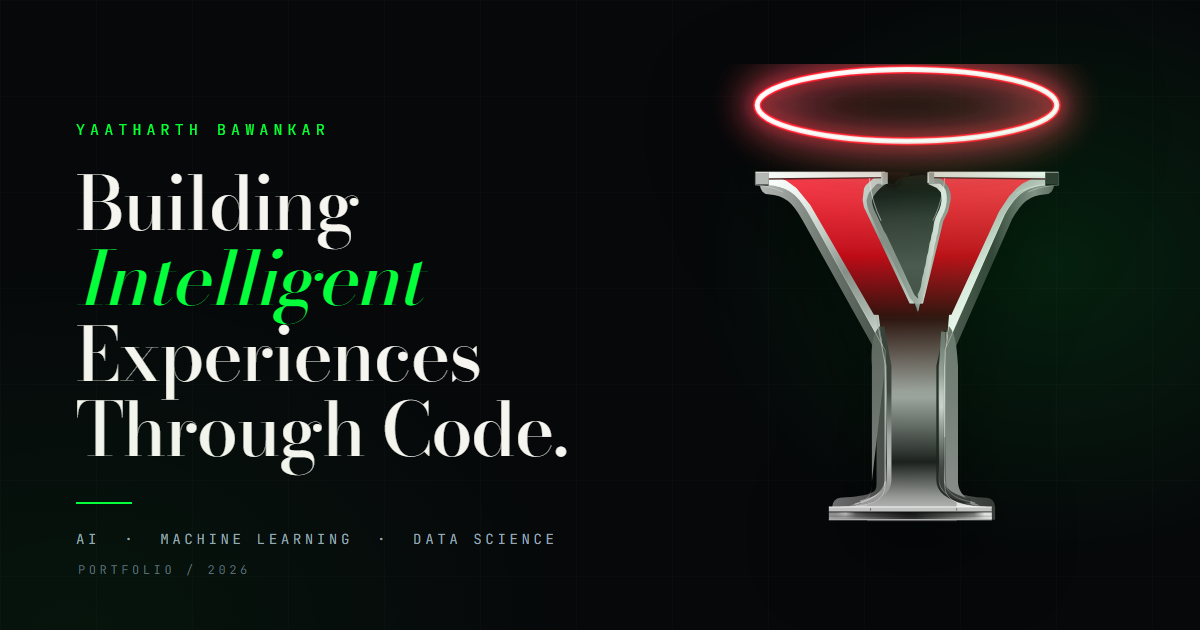 YAATHARTH BAWANKAR
Building
Intelligent
Experiences
Through Code.
AI · MACHINE LEARNING · DATA SCIENCE
PORTFOLIO / 2026
Y